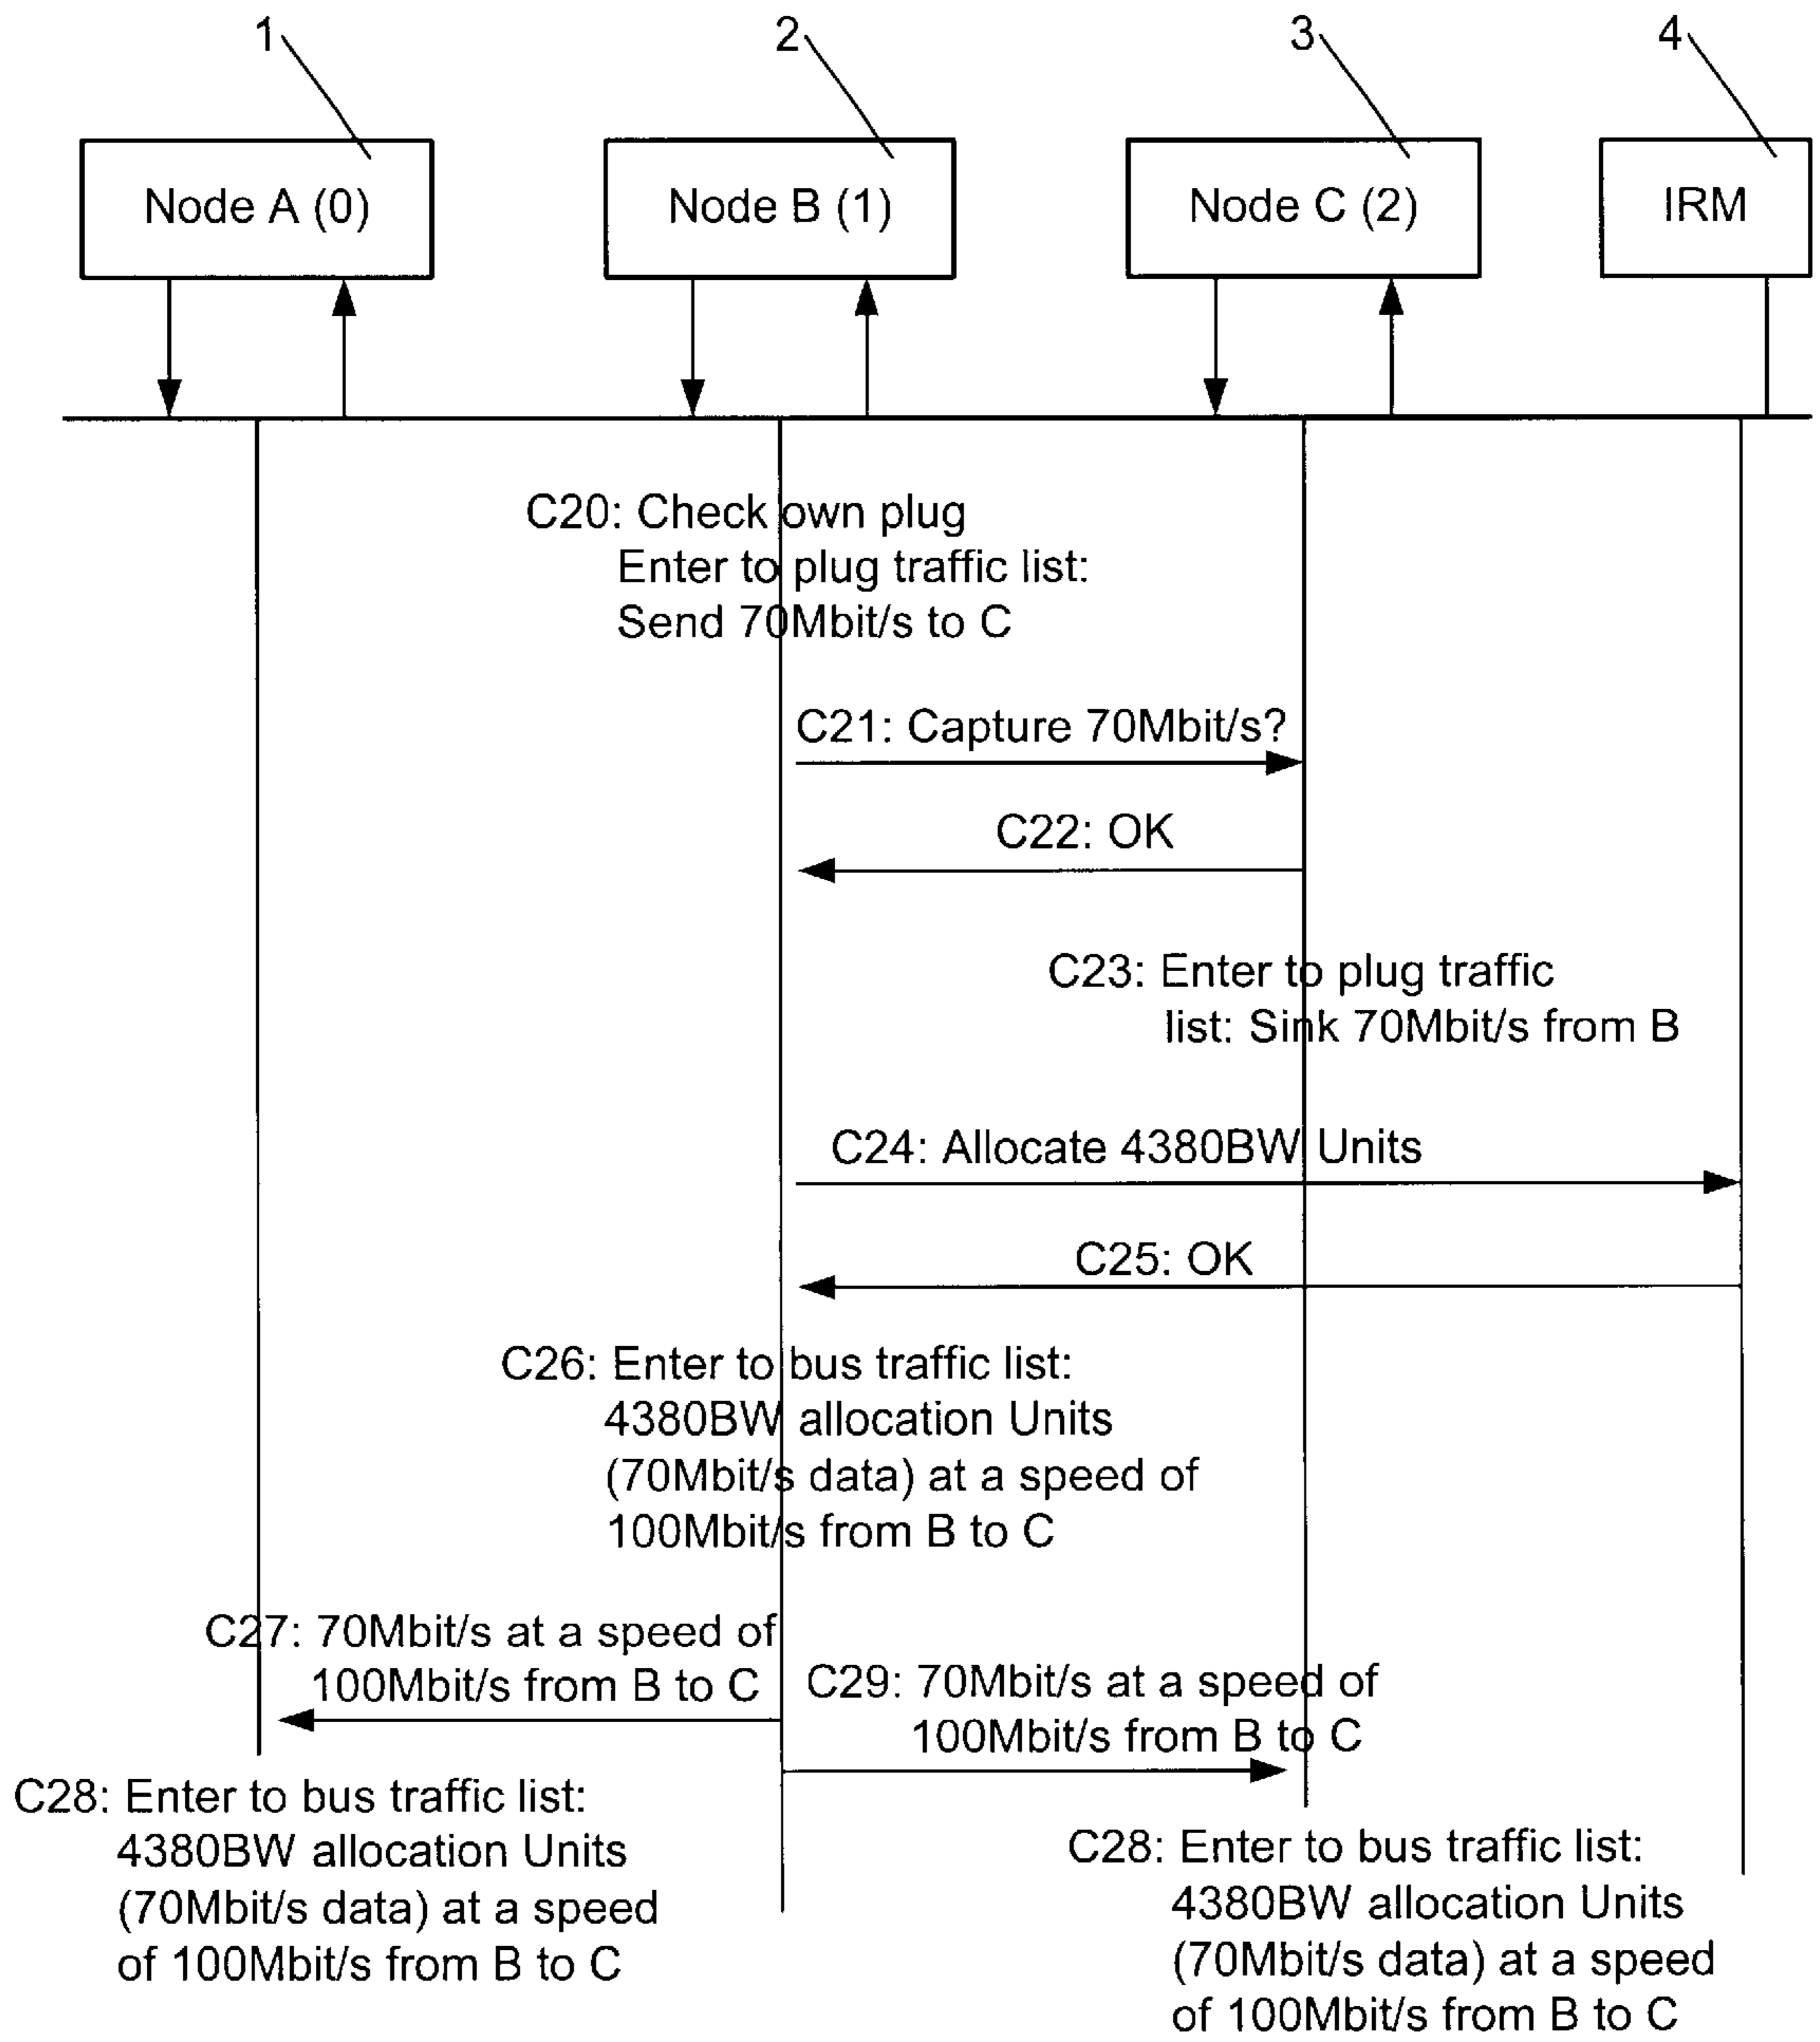 1
2
3
4
Node A (0)
Node B (1)
Node C (2)
IRM
C20: Check own plug
Enter to plug traffic list:
Send 70Mbit/s to C
C21: Capture 70Mbit/s?
C22: OK
C23: Enter to plug traffic
list: Sink 70Mbit/s from B
C24: Allocate 4380BW Units
C25: OK
C26: Enter to bus traffic list:
4380BW allocation Units
(70Mbit/s data) at a speed of
100Mbit/s from B to C
C27: 70Mbit/s at a speed of
100Mbit/s from B to C
C29: 70Mbit/s at a speed of
100Mbit/s from B to C
C28: Enter to bus traffic list:
4380BW allocation Units
(70Mbit/s data) at a speed
of 100Mbit/s from B to C
C28: Enter to bus traffic list:
4380BW allocation Units
(70Mbit/s data) at a speed
of 100Mbit/s from B to C